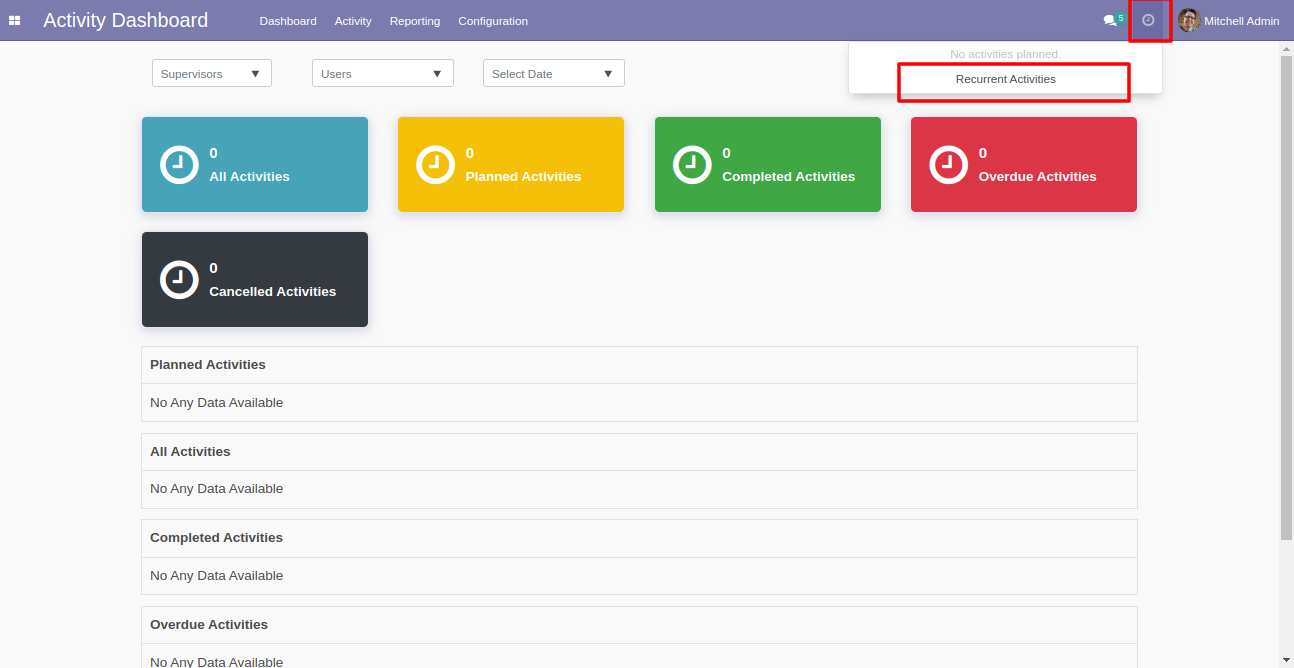 Activity Dashboard Dashboard Activity Reporting Configuration 5 Mitchell Admin
No activities planned.
Recurrent Activities
Supervisors Users Select Date
0
All Activities
0
Planned Activities
0
Completed Activities
0
Overdue Activities
0
Cancelled Activities
Planned Activities
No Any Data Available
All Activities
No Any Data Available
Completed Activities
No Any Data Available
Overdue Activities
No Any Data Available